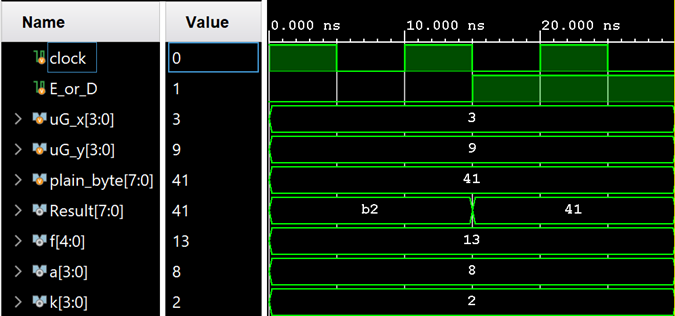 Name Value 0.000 ns 10.000 ns 20.000 ns
clock 0
E_or_D 1
uG_x[3:0] 3 3
uG_y[3:0] 9 9
plain_byte[7:0] 41 41
Result[7:0] 41 b2 41
f[4:0] 13 13
a[3:0] 8 8
k[3:0] 2 2